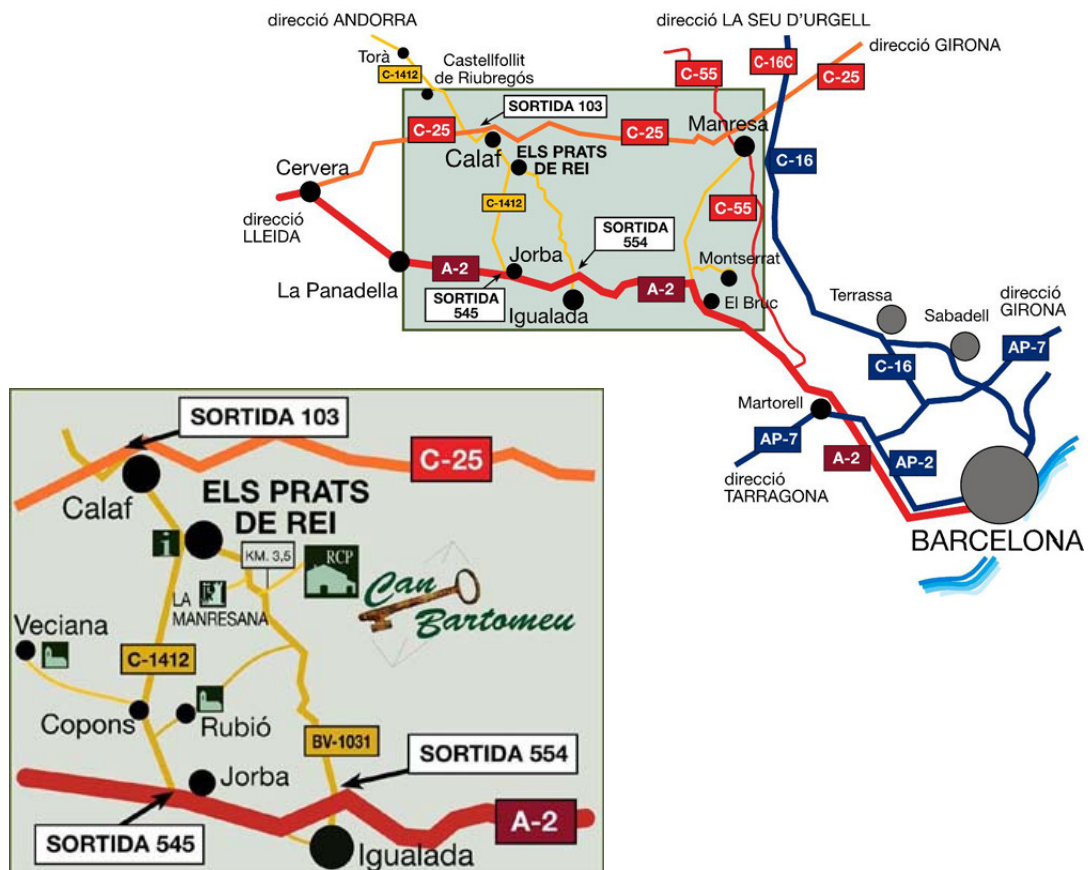 direcció ANDORRA
direcció LA SEU D'URGELL
direcció GIRONA
Torà
C-1412
Castellfollit
de Riubregós
C-55
C-16C
C-25
SORTIDA 103
C-25
C-25
Manresa
Calaf
ELS PRATS
DE REI
Cervera
C-16
C-1412
C-55
direcció
LLEIDA
SORTIDA
554
Jorba
Montserrat
A-2
A-2
La Panadella
SORTIDA
545
Igualada
El Bruc
Terrassa
Sabadell
direcció
GIRONA
AP-7
C-16
Martorell
AP-7
A-2
AP-2
direcció
TARRAGONA
BARCELONA
SORTIDA 103
C-25
Calaf
ELS PRATS
DE REI
i
KM. 3,5
RCP
LA
MANRESANA
Can
Bartomeu
Veciana
C-1412
Copons
Rubió
BV-1031
SORTIDA 554
Jorba
A-2
SORTIDA 545
Igualada